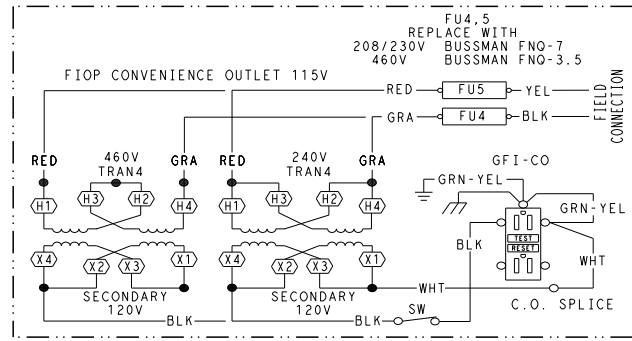 FU4,5
REPLACE WITH
208/230V BUSSMAN FNQ-7
460V BUSSMAN FNQ-3.5
FIOP CONVENIENCE OUTLET 115V
RED FU5 YEL
GRA FU4 BLK
FIELD
CONNECTION
RED 460V GRA RED 240V GRA
TRAN4 TRAN4
GFI-CO
GRN-YEL
H1 H3 H2 H4 H1 H3 H2 H4
GRN-YEL
BLK
TEST
RESET
X4 X2 X3 X1 X4 X2 X3 X1
WHT
SECONDARY WHT
120V
SECONDARY
120V
C.O. SPLICE
SW
BLK BLK